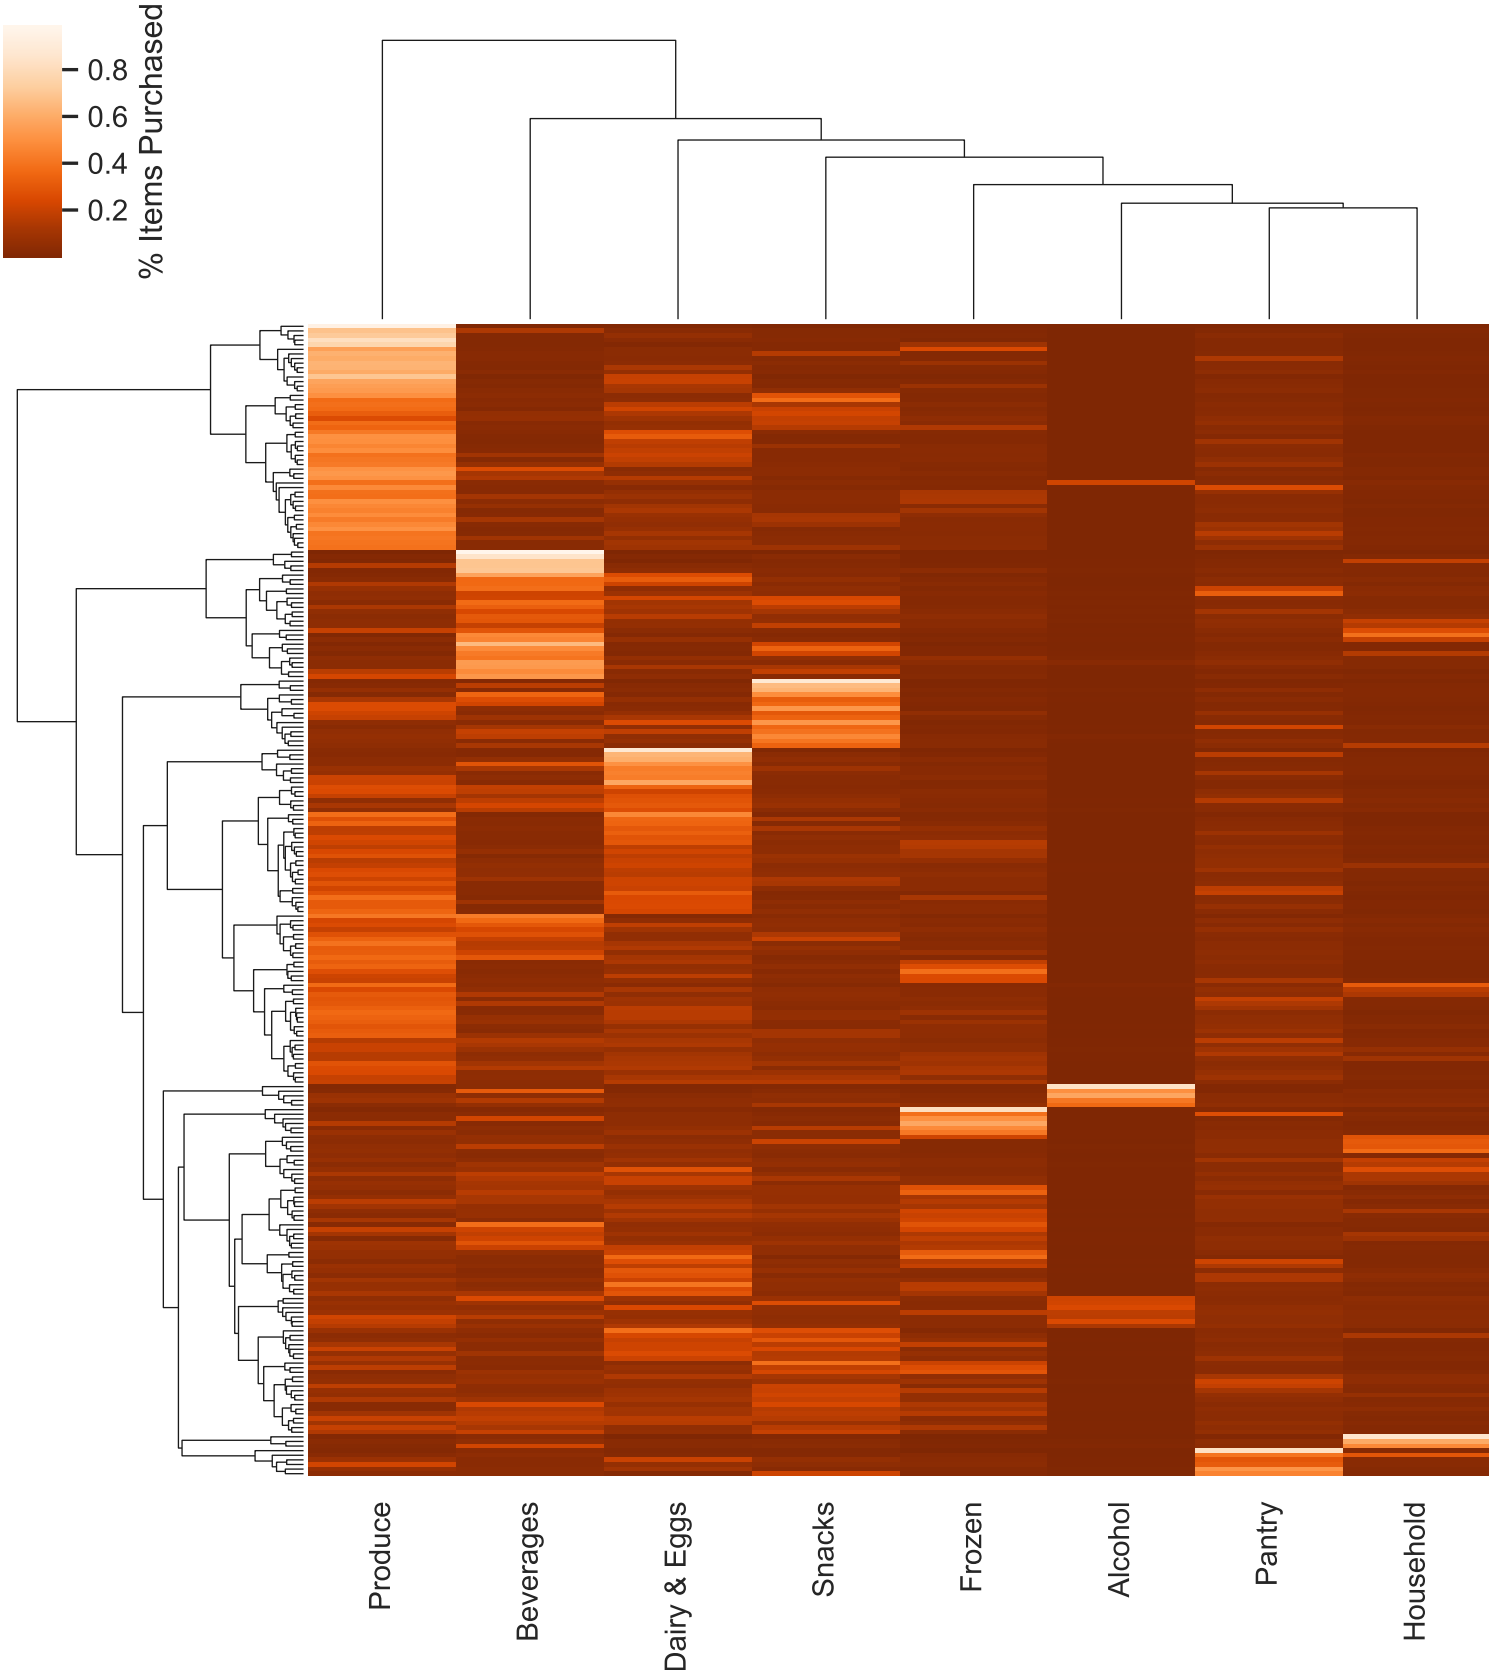 0.8
0.6
0.4
0.2
% Items Purchased
Produce
Beverages
Dairy & Eggs
Snacks
Frozen
Alcohol
Pantry
Household